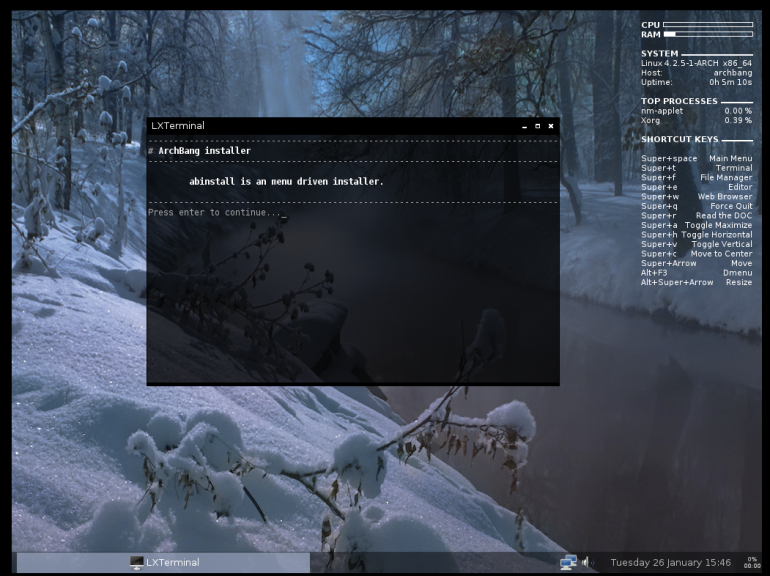 CPU
RAM
SYSTEM
Linux 4.2.5-1-ARCH x86_64
Host: archbang
Uptime: 0h 5m 10s
TOP PROCESSES
nm-applet 0.00 %
Xorg 0.39 %
SHORTCUT KEYS
Super+space Main Menu
Super+t Terminal
Super+f File Manager
Super+e Editor
Super+w Web Browser
Super+q Force Quit
Super+r Read the DOC
Super+a Toggle Maximize
Super+h Toggle Horizontal
Super+v Toggle Vertical
Super+c Move to Center
Super+Arrow Move
Alt+F3 Dmenu
Alt+Super+Arrow Resize
LXTerminal
# ArchBang installer
abinstall is an menu driven installer.
Press enter to continue..._
LXTerminal
Tuesday 26 January 15:46
0%
00:00